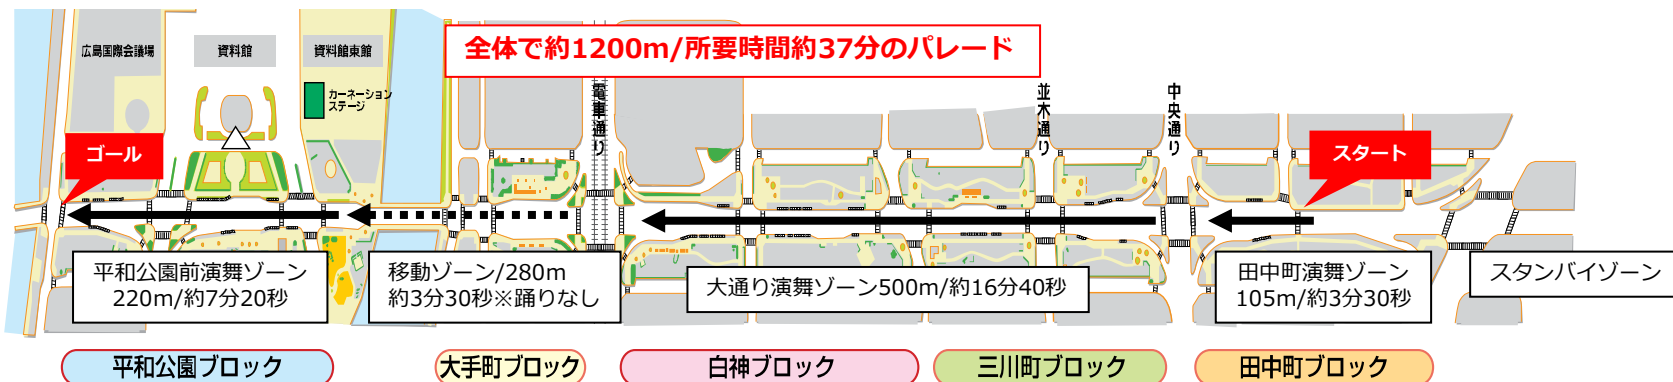 全体で約1200m/所要時間約37分のパレード
広島国際会議場
資料館
資料館東館
カーネーション
ステージ
電車通り
並木通り
中央通り
ゴール
スタート
平和公園前演舞ゾーン
220m/約7分20秒
移動ゾーン/280m
約3分30秒※踊りなし
大通り演舞ゾーン500m/約16分40秒
田中町演舞ゾーン
105m/約3分30秒
スタンバイゾーン
平和公園ブロック
大手町ブロック
白神ブロック
三川町ブロック
田中町ブロック